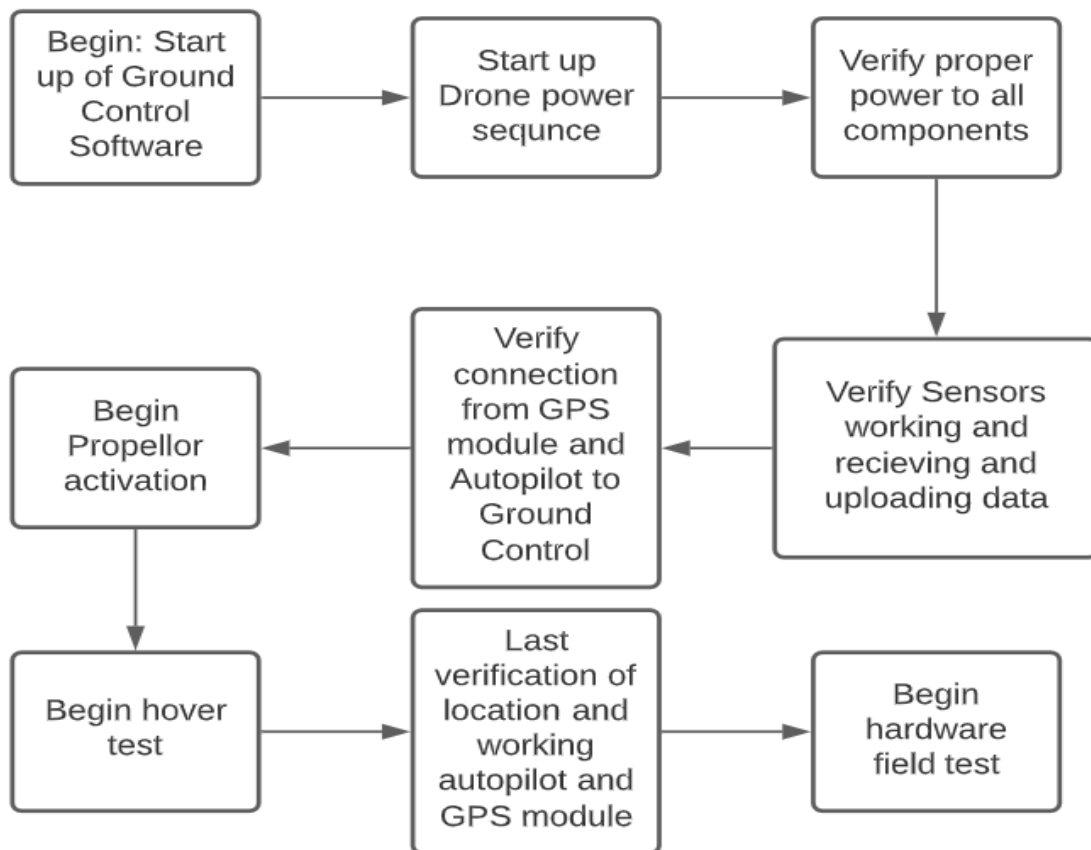 Begin: Start
up of Ground
Control
Software
Start up
Drone power
sequnce
Verify proper
power to all
components
Verify Sensors
working and
recieving and
uploading data
Verify
connection
from GPS
module and
Autopilot to
Ground
Control
Begin
Propellor
activation
Begin hover
test
Last
verification of
location and
working
autopilot and
GPS module
Begin
hardware
field test